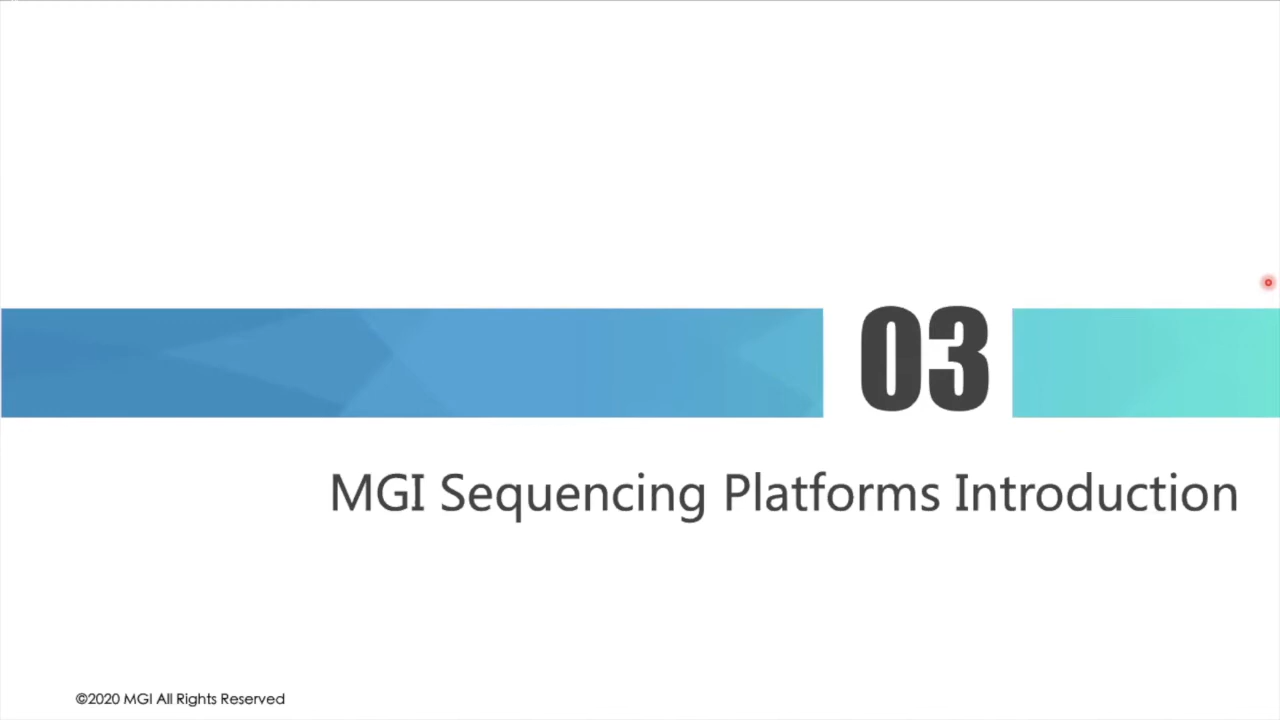 03
MGI Sequencing Platforms Introduction
©2020 MGI All Rights Reserved